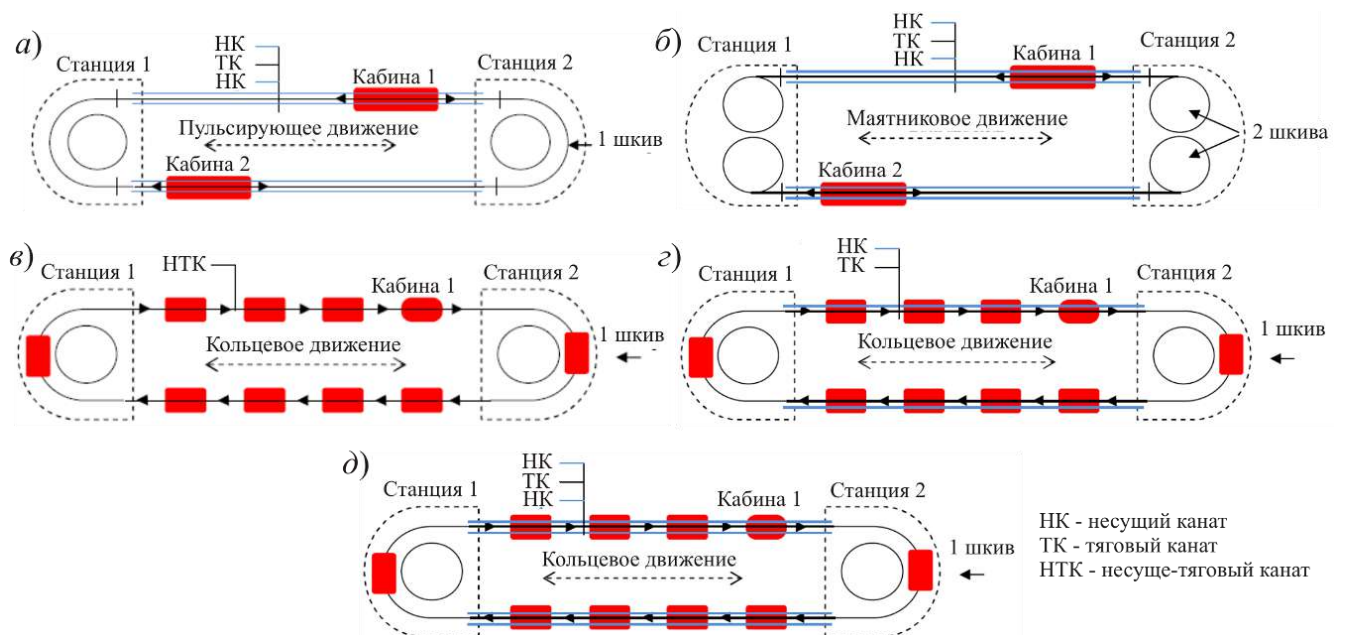 а)
НК
ТК
НК
Станция 1
Кабина 1
Станция 2
Пульсирующее движение
1 шкив
Кабина 2
б)
Станция 1
НК
ТК
НК
Кабина 1
Станция 2
Маятниковое движение
2 шкива
Кабина 2
в)
Станция 1
НТК
Кабина 1
Станция 2
1 шкив
Кольцевое движение
г)
Станция 1
НК
ТК
Кабина 1
Станция 2
1 шкив
Кольцевое движение
д)
Станция 1
НК
ТК
НК
Кабина 1
Станция 2
1 шкив
Кольцевое движение
НК - несущий канат
ТК - тяговый канат
НТК - несуще-тяговый канат